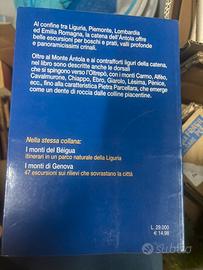 Al confine tra Liguria, Piemonte, Lombardia
ed Emilia Romagna, la catena dell'Antola offre
belle escursioni per boschi e prati, valli profonde
e panoramicissimi crinali.
Oltre al Monte Antola e ai contrafforti liguri della catena,
nel libro sono descritte anche le dorsali
che si spingono verso l'Oltrepò, con i monti Carmo, Alfeo,
Cavalmurone, Chiappo, Ebro, Giarolo, Lésima, Pénice,
ecc., fino alla caratteristica Pietra Parcellara, che emerge
come un dente di roccia dalle colline piacentine.
Nella stessa collana:
I monti del Béigua
itinerari in un parco naturale della Liguria
I monti di Genova
47 escursioni sui rilievi che sovrastano la città
L. 29.000
€ 14,98
subito